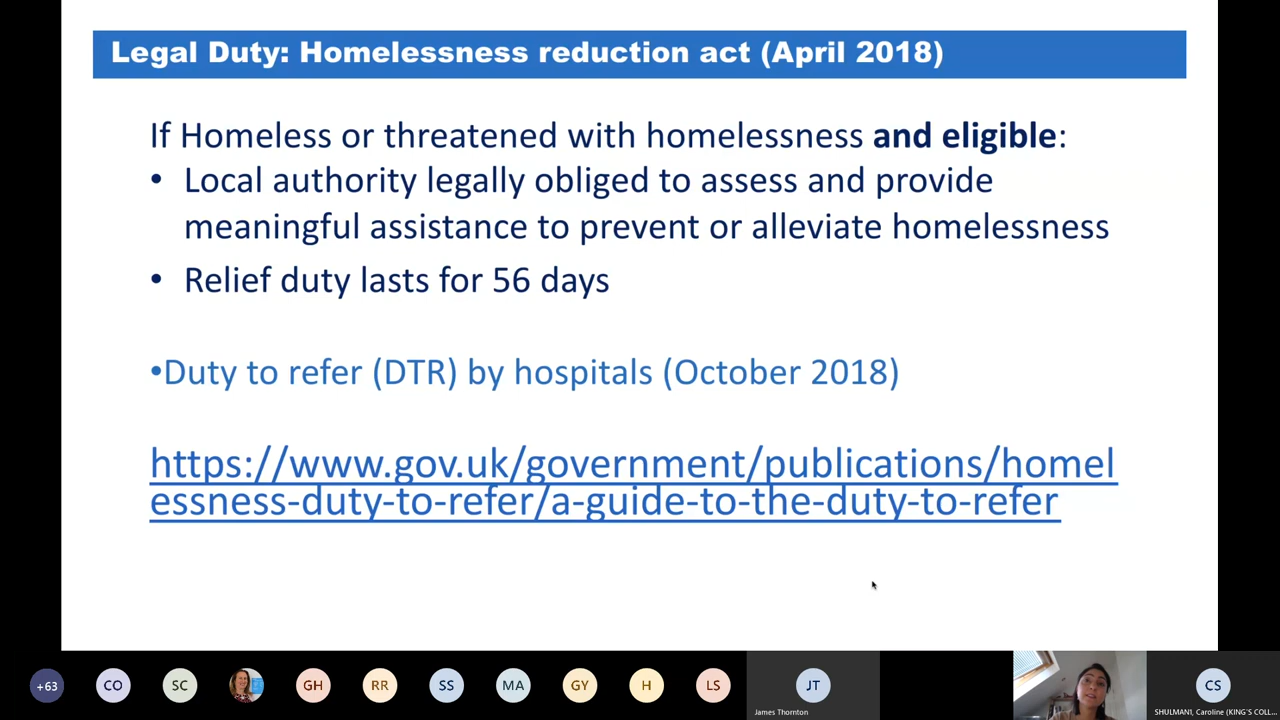 Legal Duty: Homelessness reduction act (April 2018)
If Homeless or threatened with homelessness and eligible:
• Local authority legally obliged to assess and provide
meaningful assistance to prevent or alleviate homelessness
• Relief duty lasts for 56 days
•Duty to refer (DTR) by hospitals (October 2018)
https://www.gov.uk/government/publications/homel
essness-duty-to-refer/a-guide-to-the-duty-to-refer
+63 CO SC GH RR SS MA GY H LS JT CS
James Thornton
SHULMAN, Caroline (KING'S COLL...